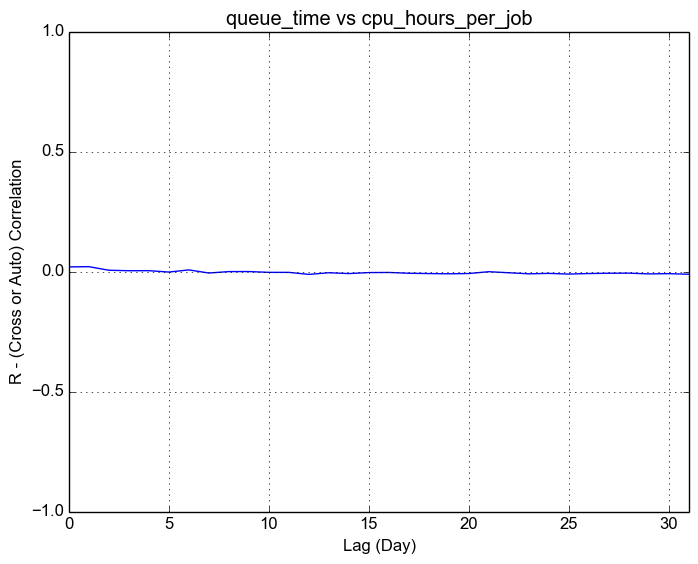 queue_time vs cpu_hours_per_job
1.0
0.5
0.0
−0.5
−1.0
R - (Cross or Auto) Correlation
0 5 10 15 20 25 30
Lag (Day)